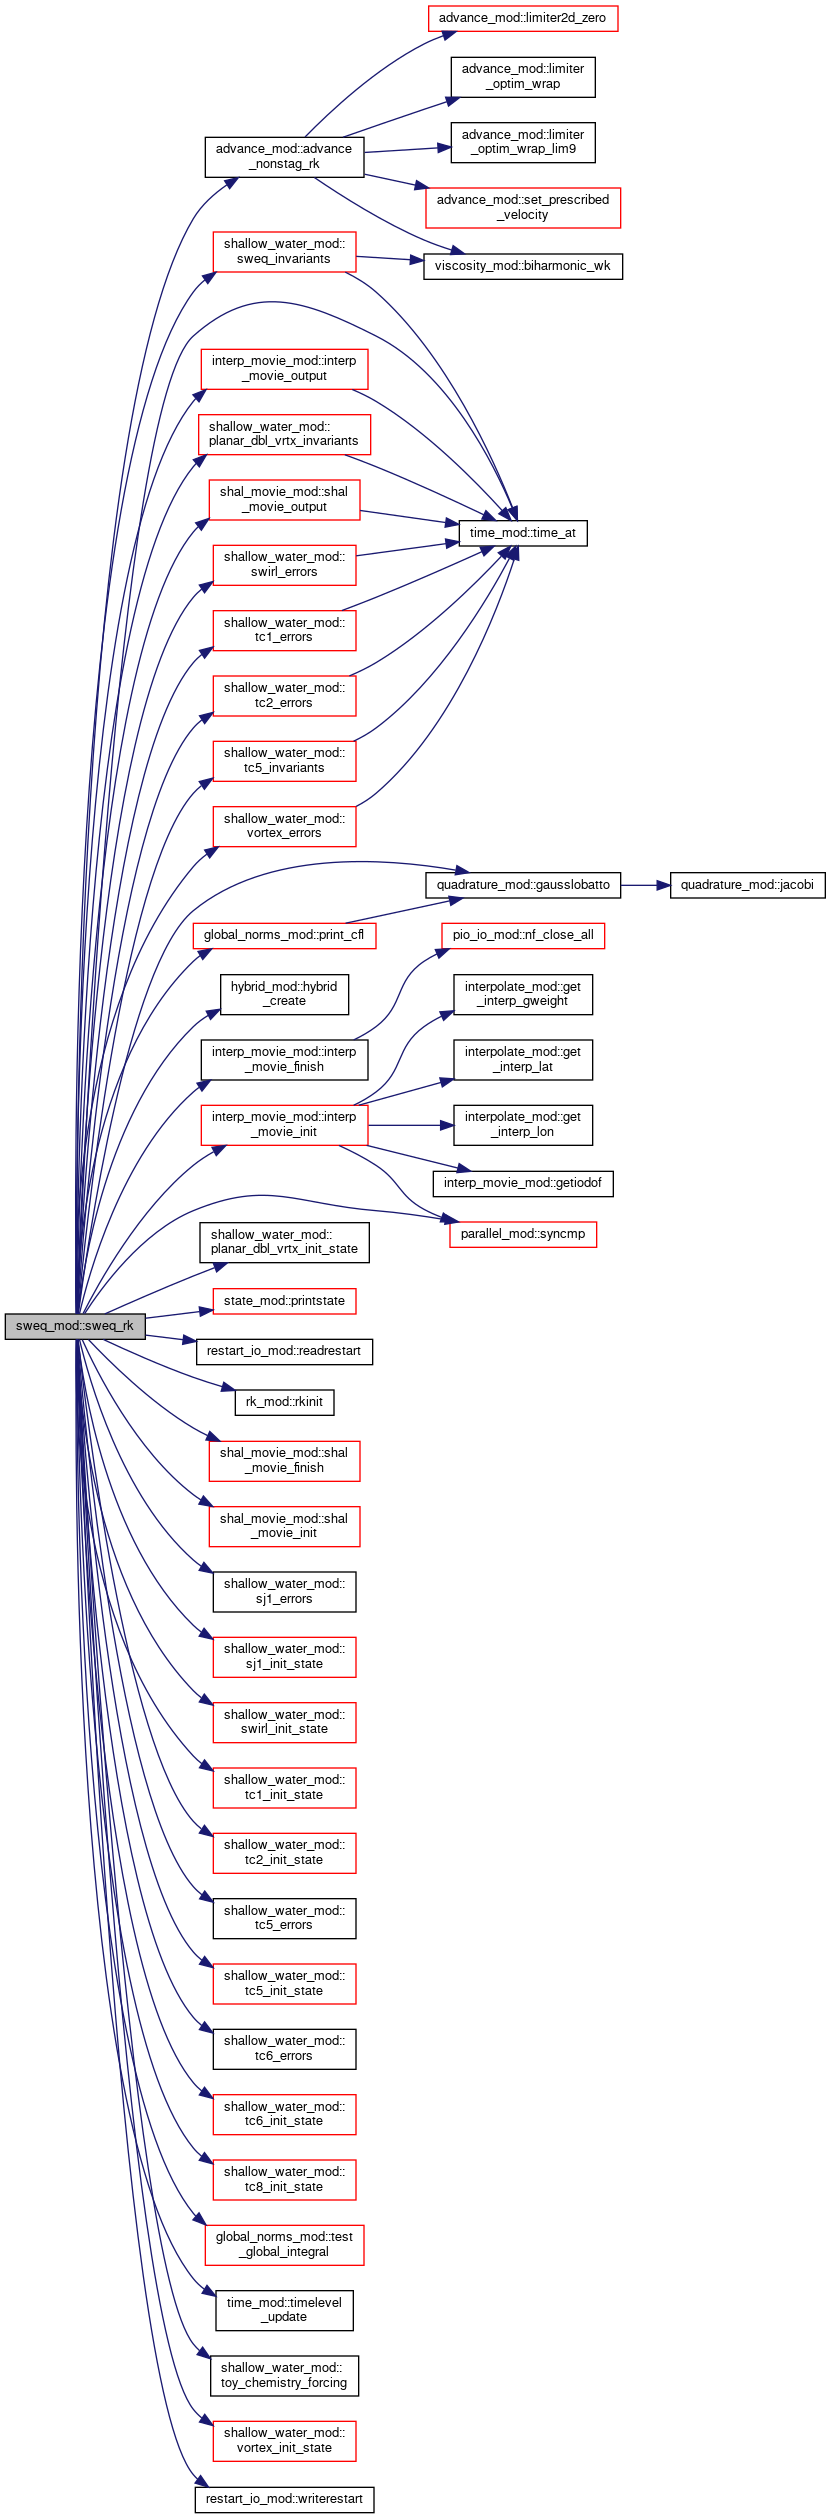 advance_mod::limiter2d_zero
advance_mod::limiter
_optim_wrap
advance_mod::advance
_nonstag_rk
advance_mod::limiter
_optim_wrap_lim9
advance_mod::set_prescribed
_velocity
shallow_water_mod::
sweq_invariants
viscosity_mod::biharmonic_wk
interp_movie_mod::interp
_movie_output
shallow_water_mod::
planar_dbl_vrtx_invariants
shal_movie_mod::shal
_movie_output
time_mod::time_at
shallow_water_mod::
swirl_errors
shallow_water_mod::
tc1_errors
shallow_water_mod::
tc2_errors
shallow_water_mod::
tc5_invariants
shallow_water_mod::
vortex_errors
quadrature_mod::gausslobatto
quadrature_mod::jacobi
global_norms_mod::print_cfl
pio_io_mod::nf_close_all
hybrid_mod::hybrid
_create
interpolate_mod::get
_interp_gweight
interp_movie_mod::interp
_movie_finish
interpolate_mod::get
_interp_lat
interp_movie_mod::interp
_movie_init
interpolate_mod::get
_interp_lon
interp_movie_mod::getiodof
parallel_mod::syncmp
shallow_water_mod::
planar_dbl_vrtx_init_state
state_mod::printstate
sweq_mod::sweq_rk
restart_io_mod::readrestart
rk_mod::rkinit
shal_movie_mod::shal
_movie_finish
shal_movie_mod::shal
_movie_init
shallow_water_mod::
sj1_errors
shallow_water_mod::
sj1_init_state
shallow_water_mod::
swirl_init_state
shallow_water_mod::
tc1_init_state
shallow_water_mod::
tc2_init_state
shallow_water_mod::
tc5_errors
shallow_water_mod::
tc5_init_state
shallow_water_mod::
tc6_errors
shallow_water_mod::
tc6_init_state
shallow_water_mod::
tc8_init_state
global_norms_mod::test
_global_integral
time_mod::timelevel
_update
shallow_water_mod::
toy_chemistry_forcing
shallow_water_mod::
vortex_init_state
restart_io_mod::writerestart